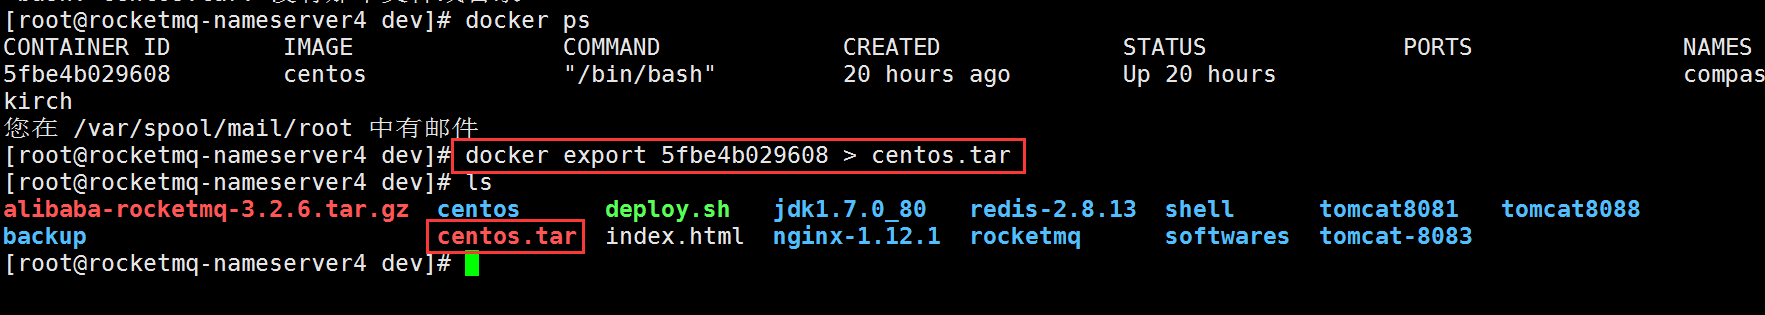 [root@rocketmq-nameserver4 dev]# docker ps
CONTAINER ID        IMAGE               COMMAND             CREATED             STATUS              PORTS               NAMES
5fbe4b029608        centos              "/bin/bash"         20 hours ago        Up 20 hours                             compas
kirch
您在 /var/spool/mail/root 中有邮件
[root@rocketmq-nameserver4 dev]# docker export 5fbe4b029608 > centos.tar
[root@rocketmq-nameserver4 dev]# ls
alibaba-rocketmq-3.2.6.tar.gz  centos      deploy.sh   jdk1.7.0_80   redis-2.8.13  shell      tomcat8081   tomcat8088
backup                         centos.tar  index.html  nginx-1.12.1  rocketmq      softwares  tomcat-8083
[root@rocketmq-nameserver4 dev]#